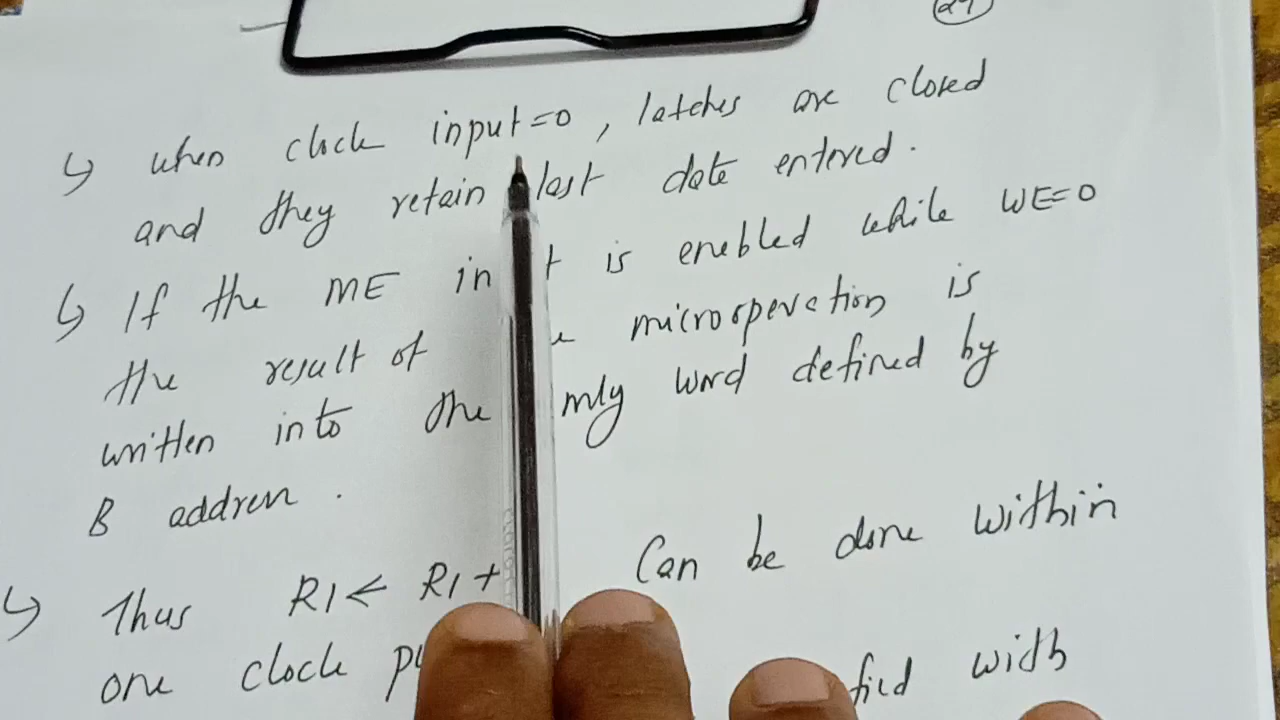 ↳ when clock input=0, latches are closed
and they retain last data entered.
↳ If the ME is enabled while WE=0
the result of microoperation is
written into the mly word defined by
B address.
↳ Thus R1← R1+ Can be done within
one clock with